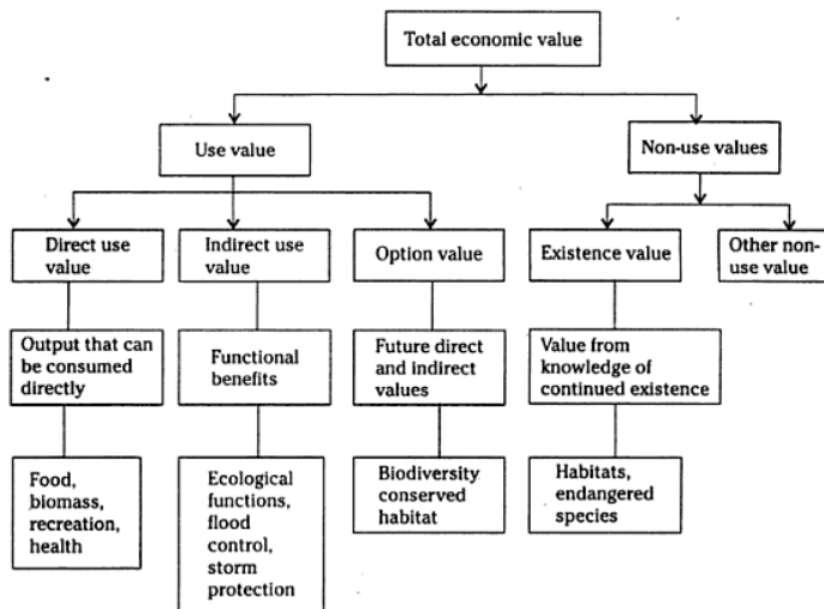 Total economic value
Use value
Non-use values
Direct use
value
Indirect use
value
Option value
Existence value
Other non-
use value
Output that can
be consumed
directly
Functional
benefits
Future direct
and indirect
values
Value from
knowledge of
continued existence
Food,
biomass,
recreation,
health
Ecological
functions,
flood
control,
storm
protection
Biodiversity
conserved
habitat
Habitats,
endangered
species